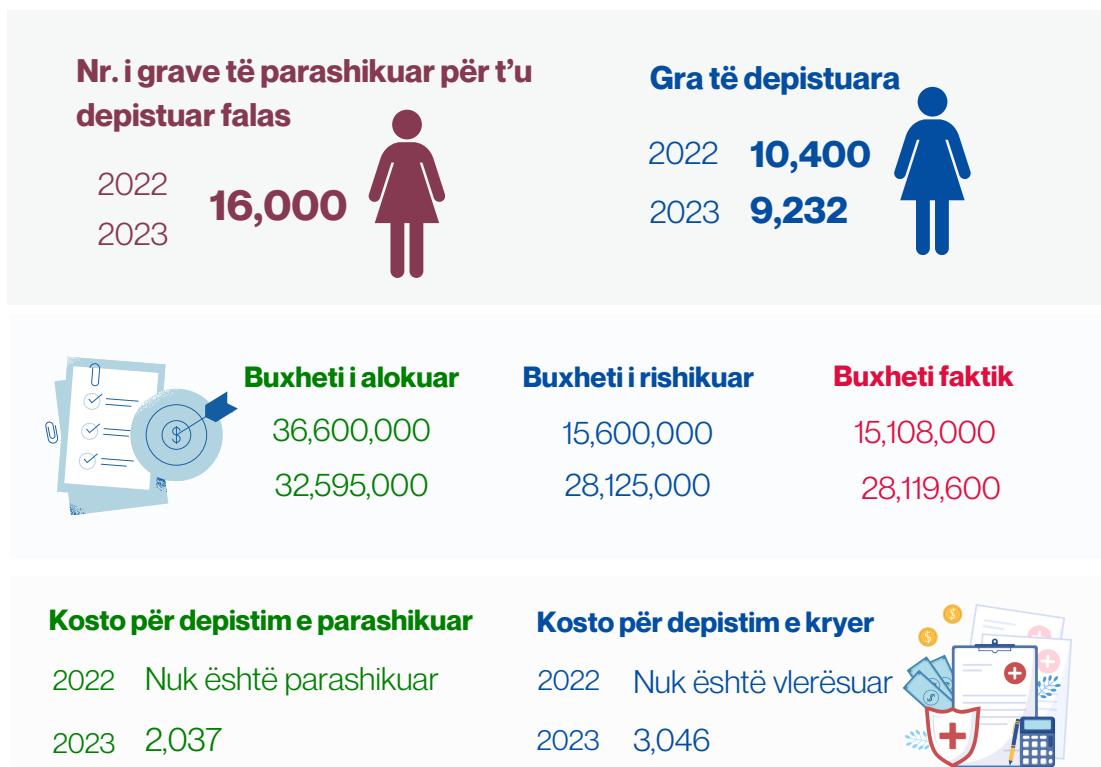 Nr. i grave të parashikuar për t'u
depistuar falas
2022
2023
16,000
Gra të depistuara
2022 10,400
2023 9,232
Buxheti i alokuar
36,600,000
32,595,000
Buxheti i rishikuar
15,600,000
28,125,000
Buxheti faktik
15,108,000
28,119,600
Kosto për depistim e parashikuar
2022 Nuk është parashikuar
2023 2,037
Kosto për depistim e kryer
2022 Nuk është vlerësuar
2023 3,046